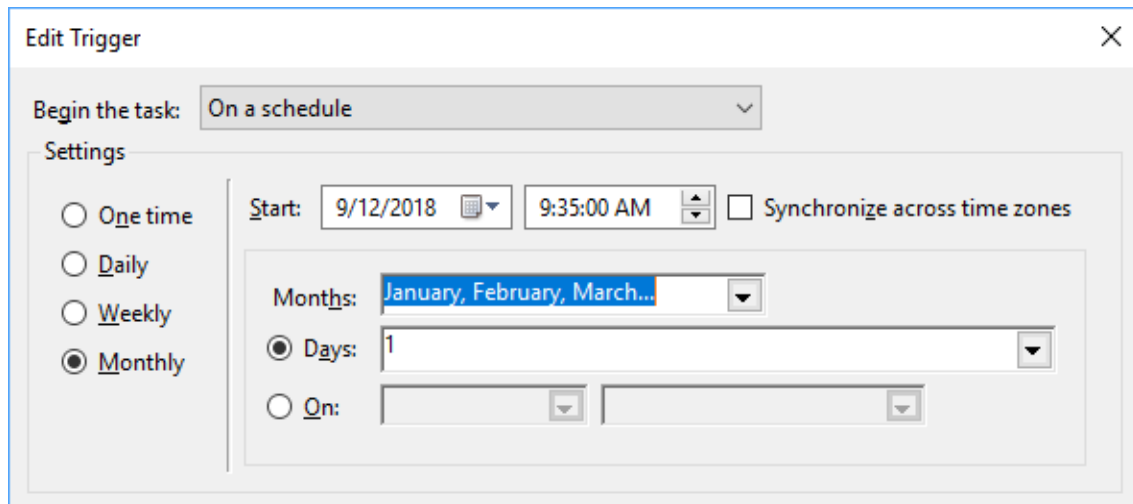 Edit Trigger
Begin the task: On a schedule
Settings
One time
Start: 9/12/2018 9:35:00 AM Synchronize across time zones
Daily
Months: January, February, March...
Weekly
Days: 1
Monthly
On: